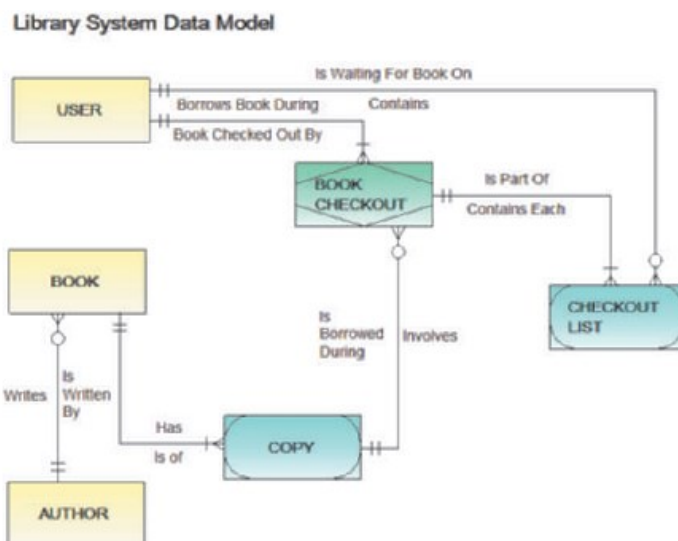 Library System Data Model
Is Waiting For Book On
USER
Borrows Book During
Contains
Book Checked Out By
BOOK
CHECKOUT
Is Part Of
Contains Each
BOOK
CHECKOUT
LIST
Is
Borrowed
During
Involves
Writes
Is
Written
By
Has
Is of
COPY
AUTHOR